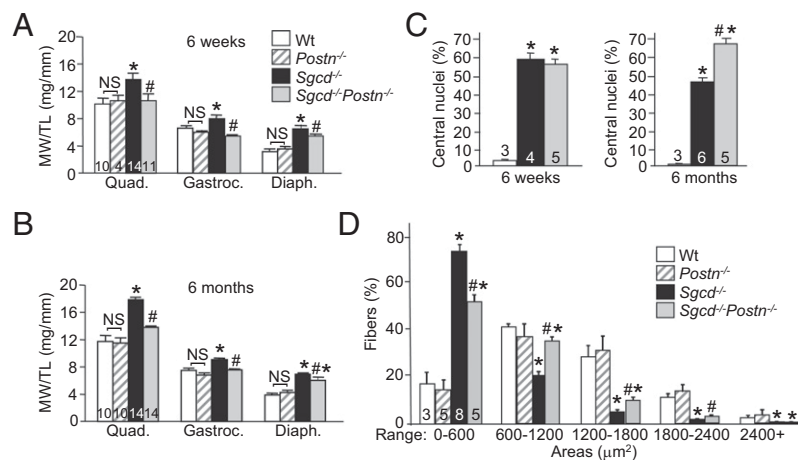 A
6 weeks
MW/TL (mg/mm)
20
16
12
8
4
0
NS * #
NS * #
NS * #
10 4 14 11
Quad. Gastroc. Diaph.
Wt
Postn-/-
Sgcd-/-
Sgcd-/-Postn-/-
B
6 months
MW/TL (mg/mm)
20
16
12
8
4
0
NS * #
NS * #
NS * #*
10 10 14 14
Quad. Gastroc. Diaph.
C
Central nuclei (%)
70
60
50
40
30
20
10
0
* *
3 4 5
6 weeks
Central nuclei (%)
70
60
50
40
30
20
10
0
* #*
3 6 5
6 months
D
Fibers (%)
80
60
40
20
0
Wt
Postn-/-
Sgcd-/-
Sgcd-/-Postn-/-
* #*
* #*
* #*
* #
* *
3 5 8 5
Range: 0-600 600-1200 1200-1800 1800-2400 2400+
Areas (μm²)